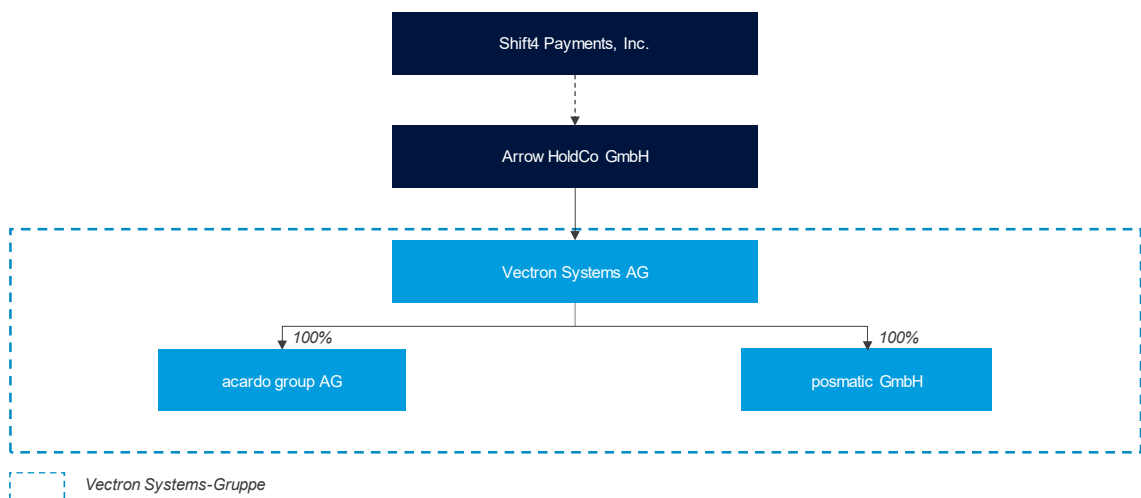 Shift4 Payments, Inc.
Arrow HoldCo GmbH
Vectron Systems AG
100%
100%
acardo group AG
posmatic GmbH
Vectron Systems-Gruppe